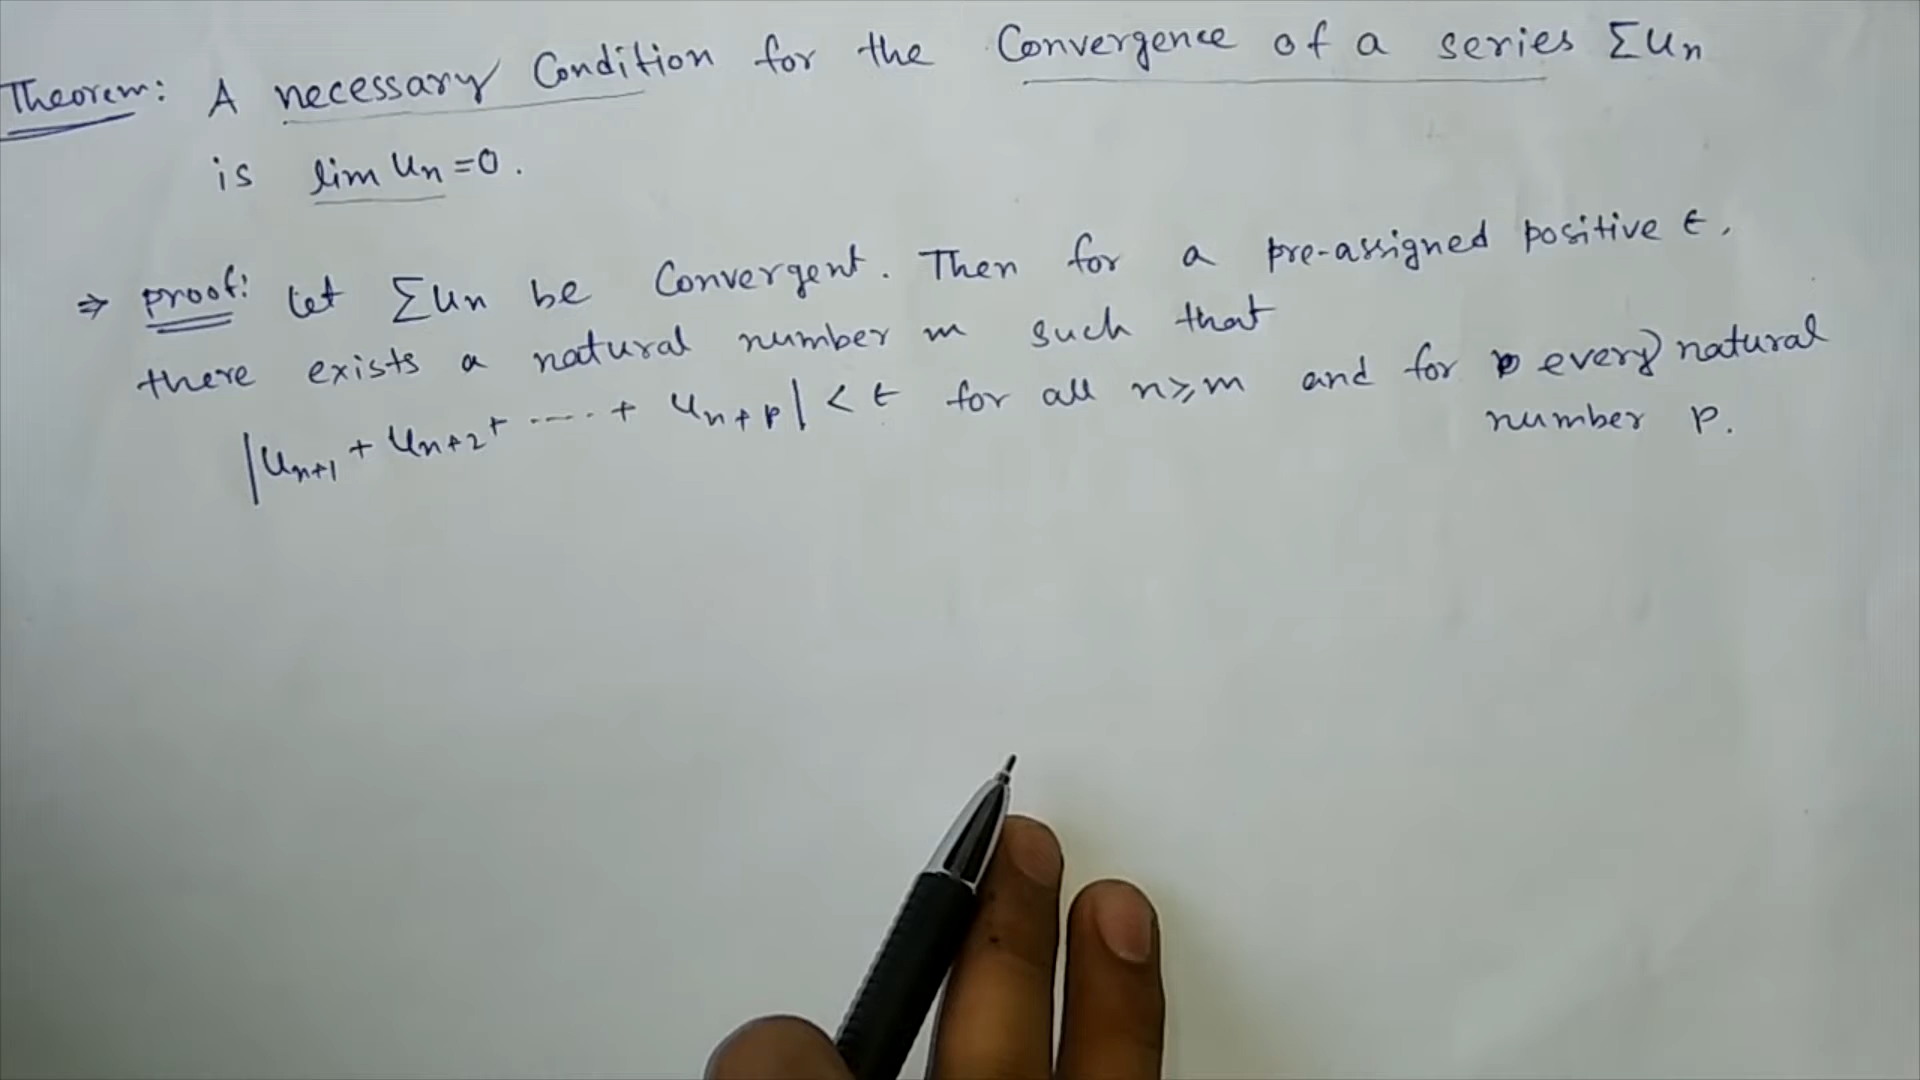 Theorem: A necessary Condition for the Convergence of a series Σun
is lim un = 0.
⇒ proof: Let Σun be Convergent. Then for a pre-assigned positive ε,
there exists a natural number m such that
|un+1 + un+2 + ..... + un+p| < ε for all n ≥ m and for every natural
number p.